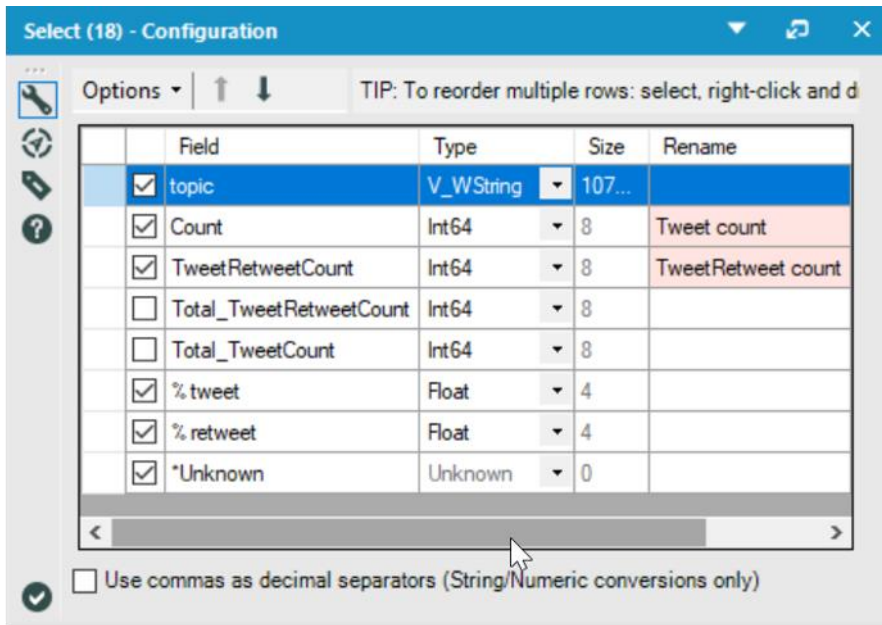 Select (18) - Configuration
Options TIP: To reorder multiple rows: select, right-click and d
Field Type Size Rename
topic V_WString 107...
Count Int64 8 Tweet count
TweetRetweetCount Int64 8 TweetRetweet count
Total_TweetRetweetCount Int64 8
Total_TweetCount Int64 8
% tweet Float 4
% retweet Float 4
*Unknown Unknown 0
Use commas as decimal separators (String/Numeric conversions only)